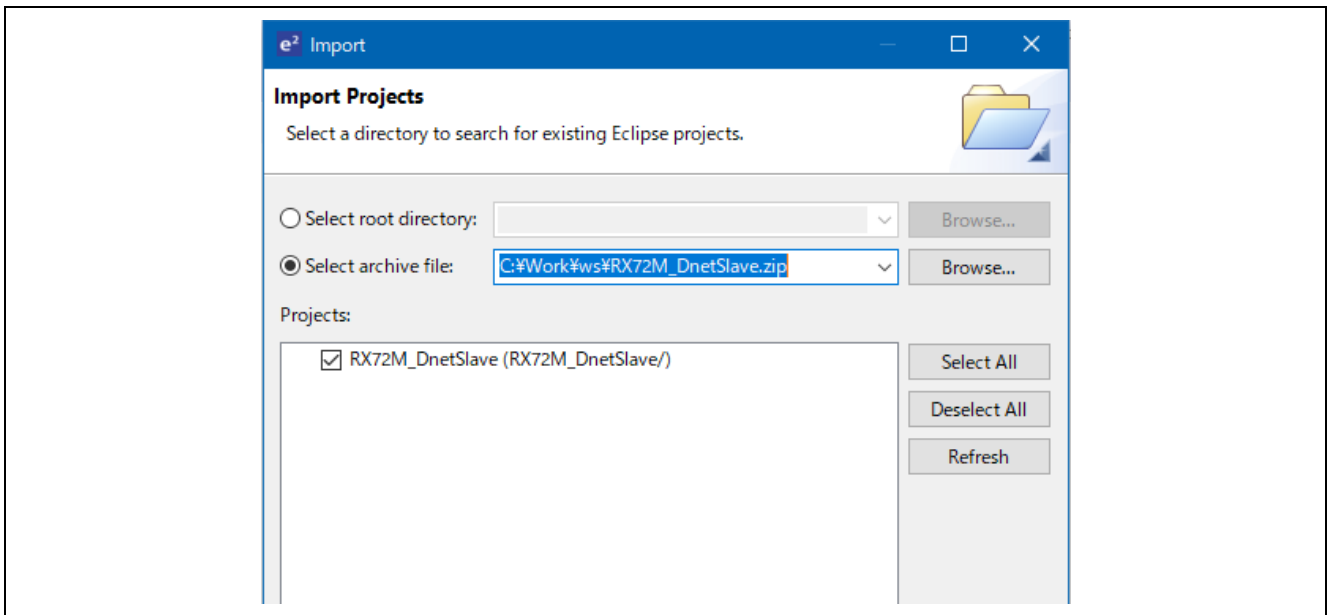 e² Import
Import Projects
Select a directory to search for existing Eclipse projects.
Select root directory: Browse...
Select archive file: C:¥Work¥ws¥RX72M_DnetSlave.zip Browse...
Projects:
RX72M_DnetSlave (RX72M_DnetSlave/) Select All
Deselect All
Refresh